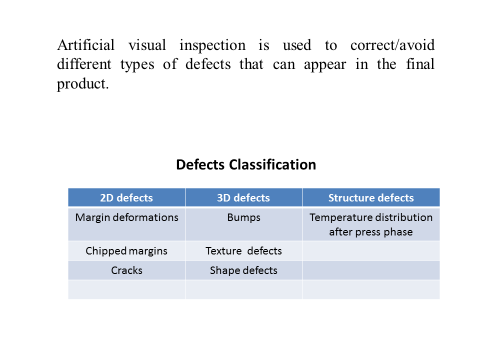 Artificial visual inspection is used to correct/avoid
different types of defects that can appear in the final
product.
Defects Classification
2D defects 3D defects Structure defects
Margin deformations Bumps Temperature distribution
after press phase
Chipped margins Texture defects
Cracks Shape defects